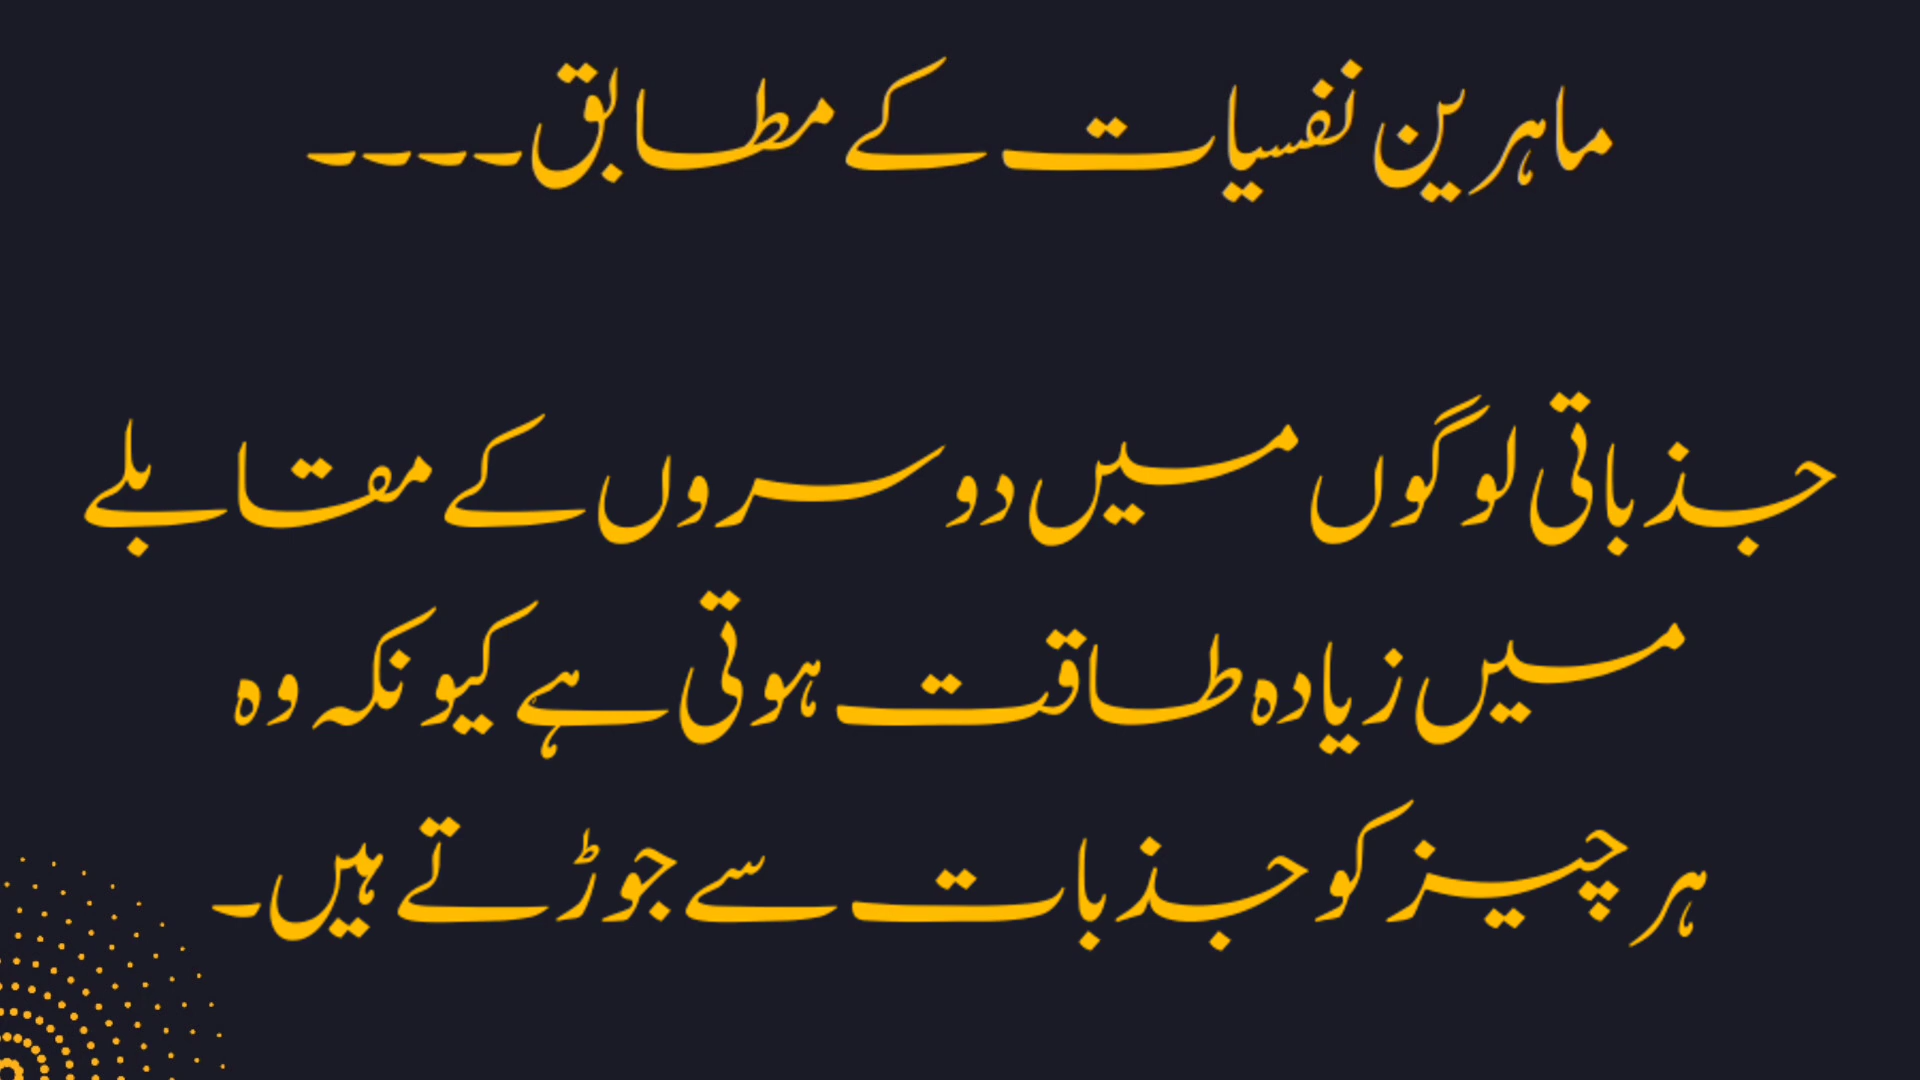 ماہرین نفسیات کے مطابق۔۔۔۔
جذباتی لوگوں میں دوسروں کے مقابلے
میں زیادہ طاقت ہوتی ہے کیونکہ وہ
ہر چیز کو جذبات سے جوڑتے ہیں۔